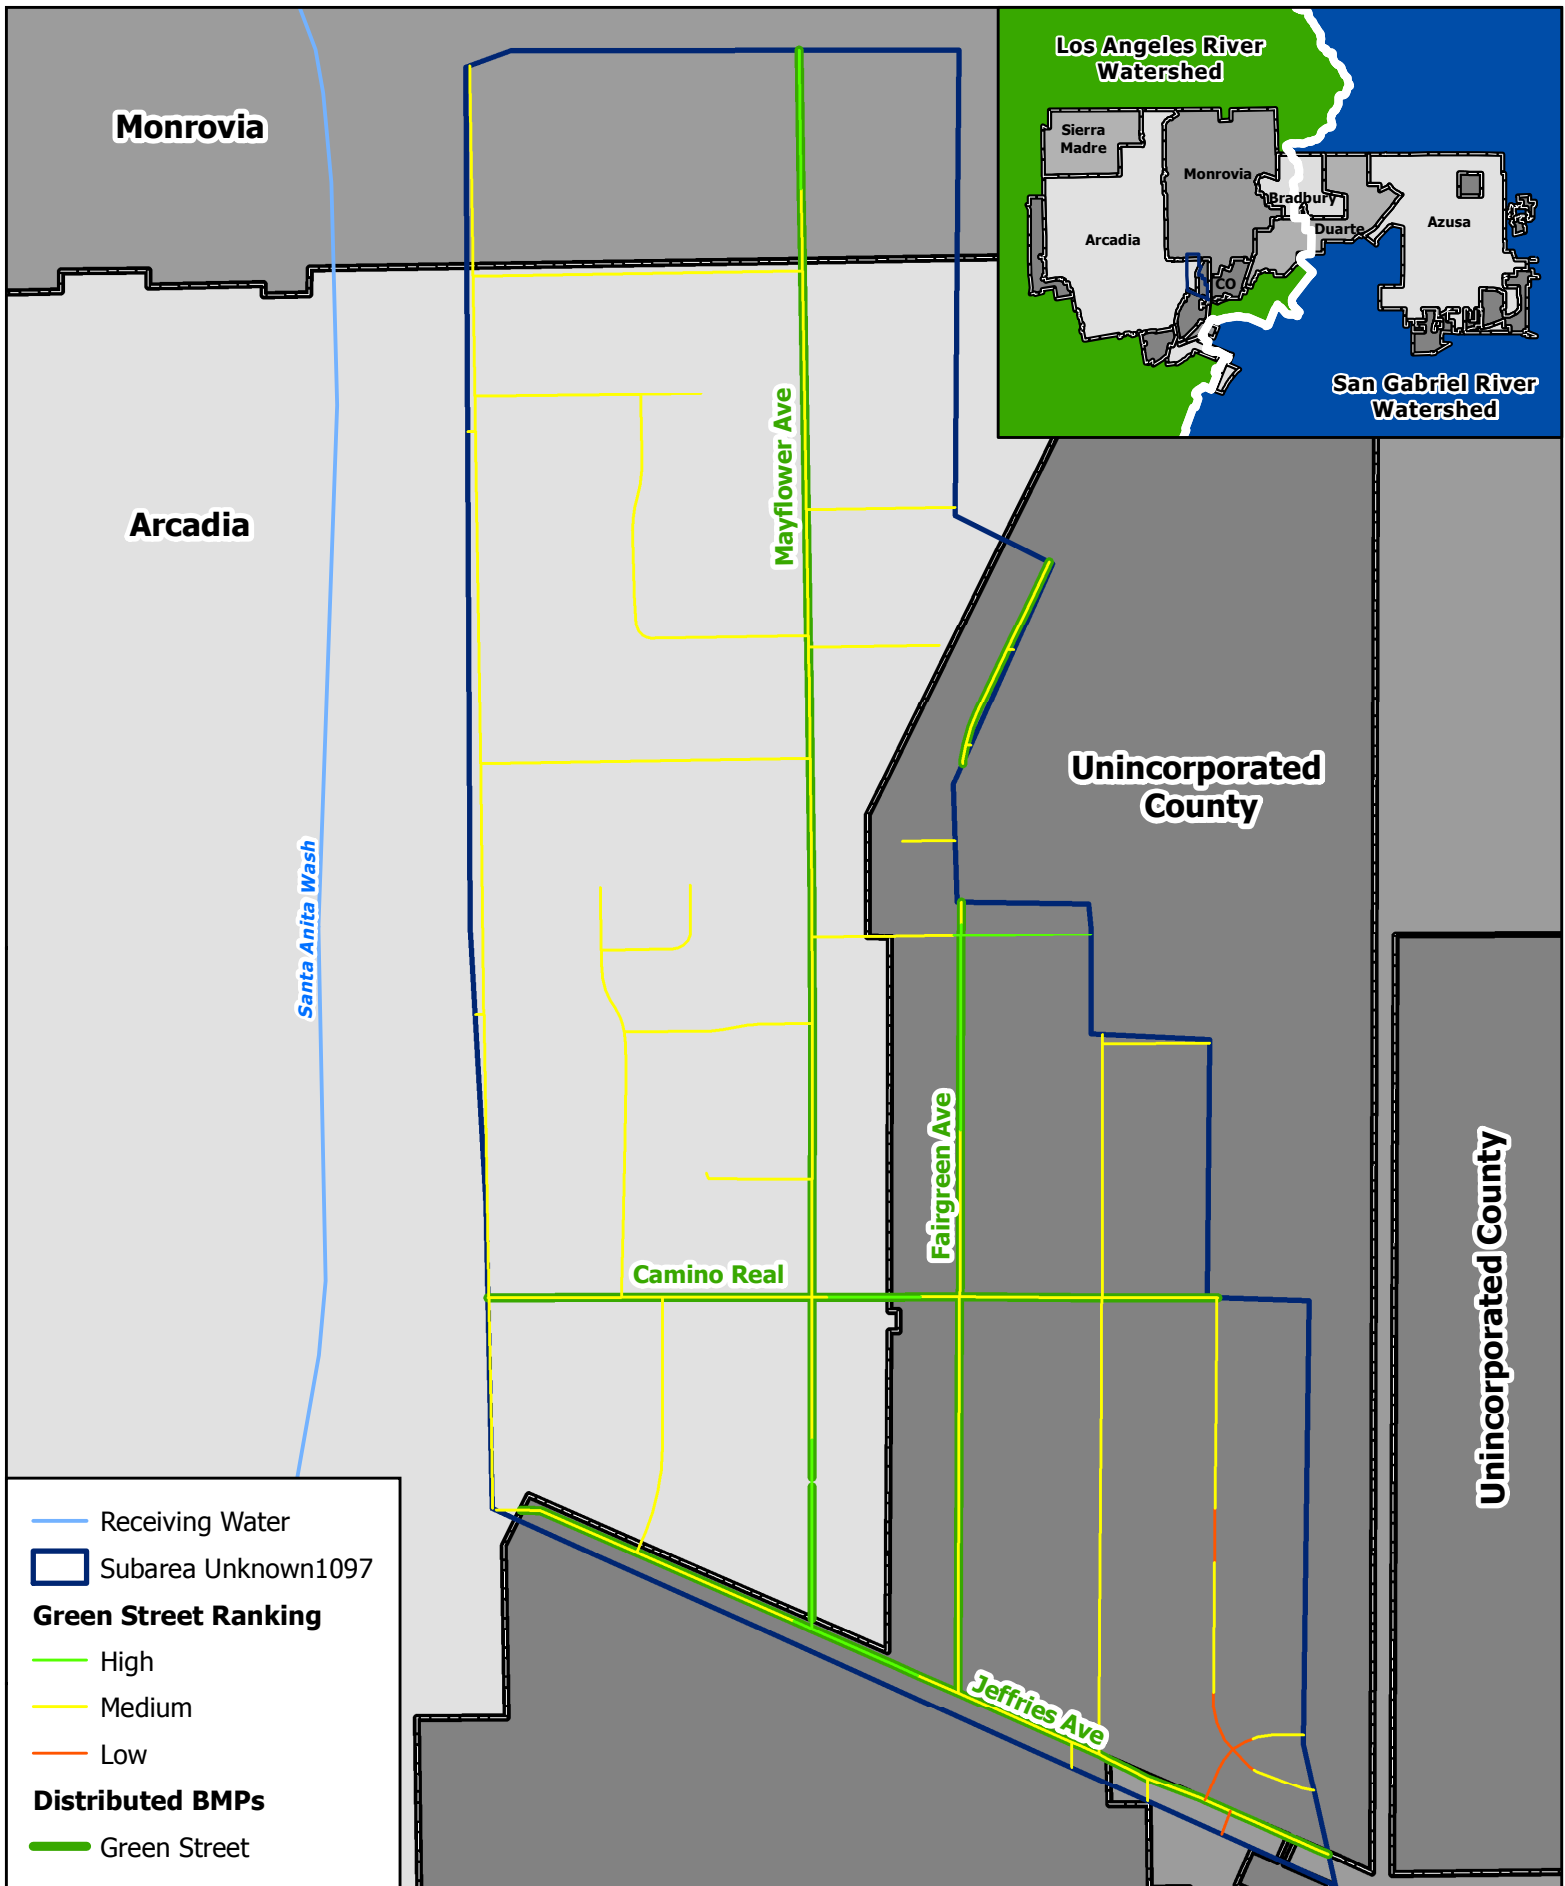 Monrovia
Arcadia
Santa Anita Wash
Mayflower Ave
Camino Real
Fairgreen Ave
Jeffries Ave
Unincorporated
County
Unincorporated County
Los Angeles River
Watershed
Sierra
Madre
Monrovia
Bradbury
Duarte
Azusa
Arcadia
CO
San Gabriel River
Watershed
Receiving Water
Subarea Unknown1097
Green Street Ranking
High
Medium
Low
Distributed BMPs
Green Street